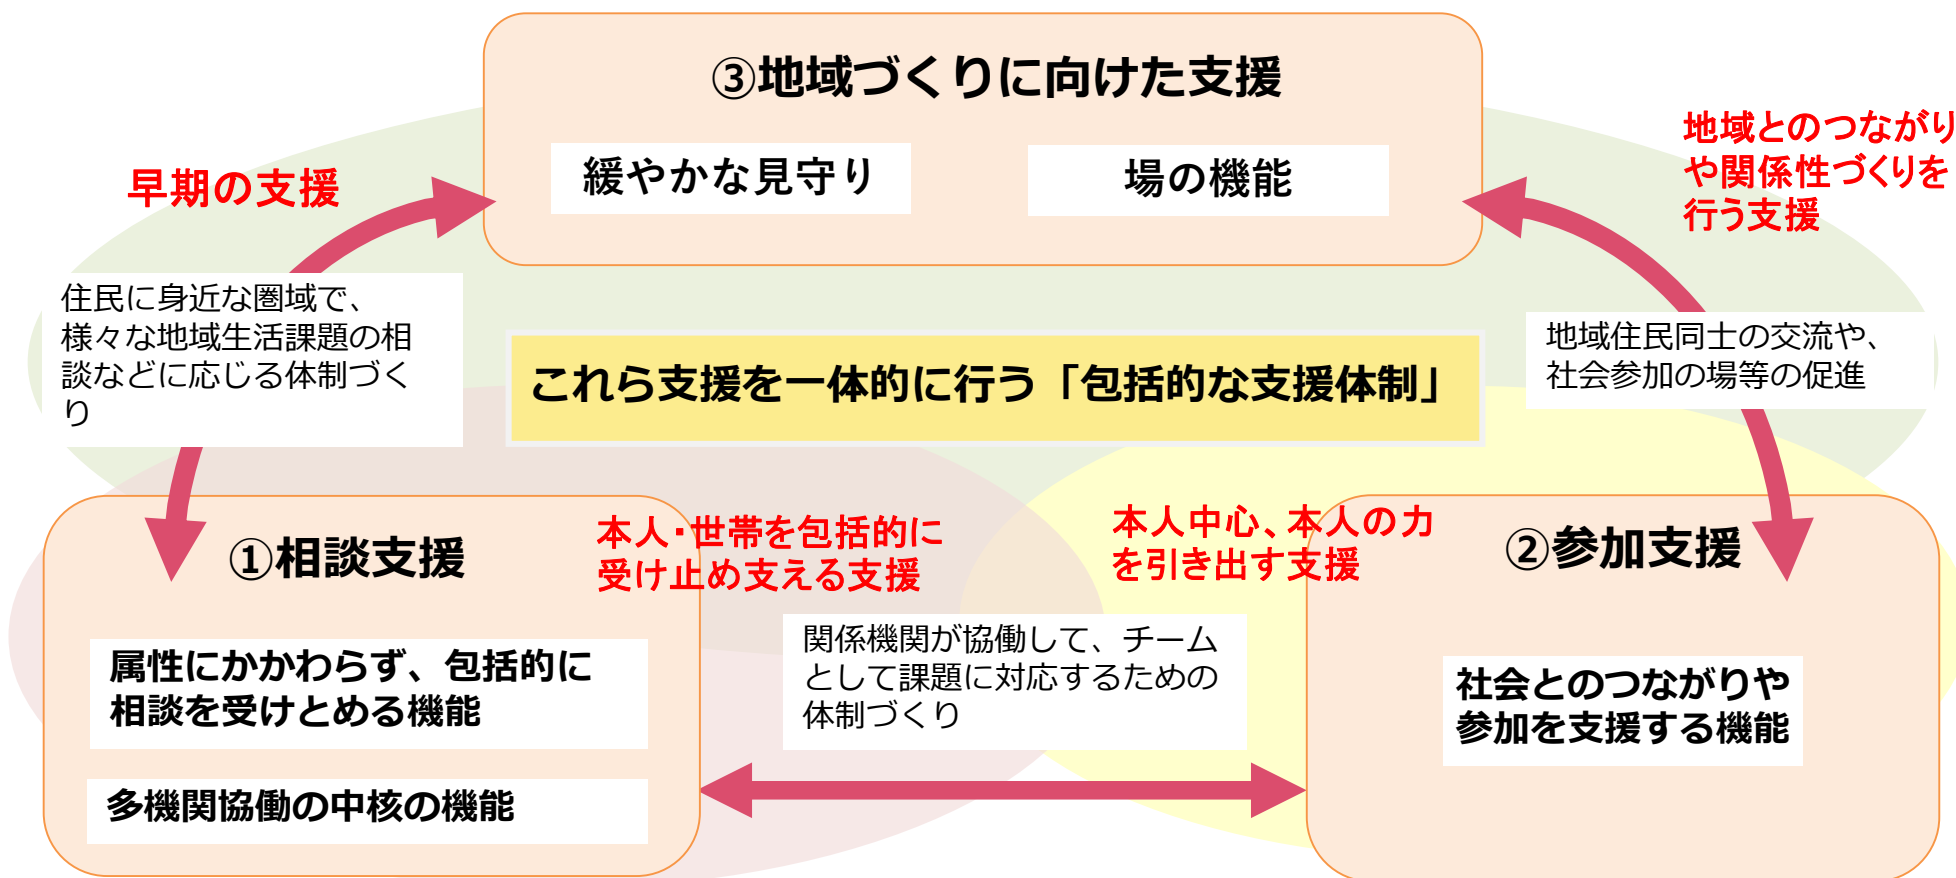 ③地域づくりに向けた支援
緩やかな見守り
場の機能
早期の支援
地域とのつながり
や関係性づくりを
行う支援
住民に身近な圏域で、
様々な地域生活課題の相
談などに応じる体制づく
り
これら支援を一体的に行う「包括的な支援体制」
地域住民同士の交流や、
社会参加の場等の促進
①相談支援
本人・世帯を包括的に
受け止め支える支援
本人中心、本人の力
を引き出す支援
②参加支援
属性にかかわらず、包括的に
相談を受けとめる機能
多機関協働の中核の機能
関係機関が協働して、チーム
として課題に対応するための
体制づくり
社会とのつながりや
参加を支援する機能